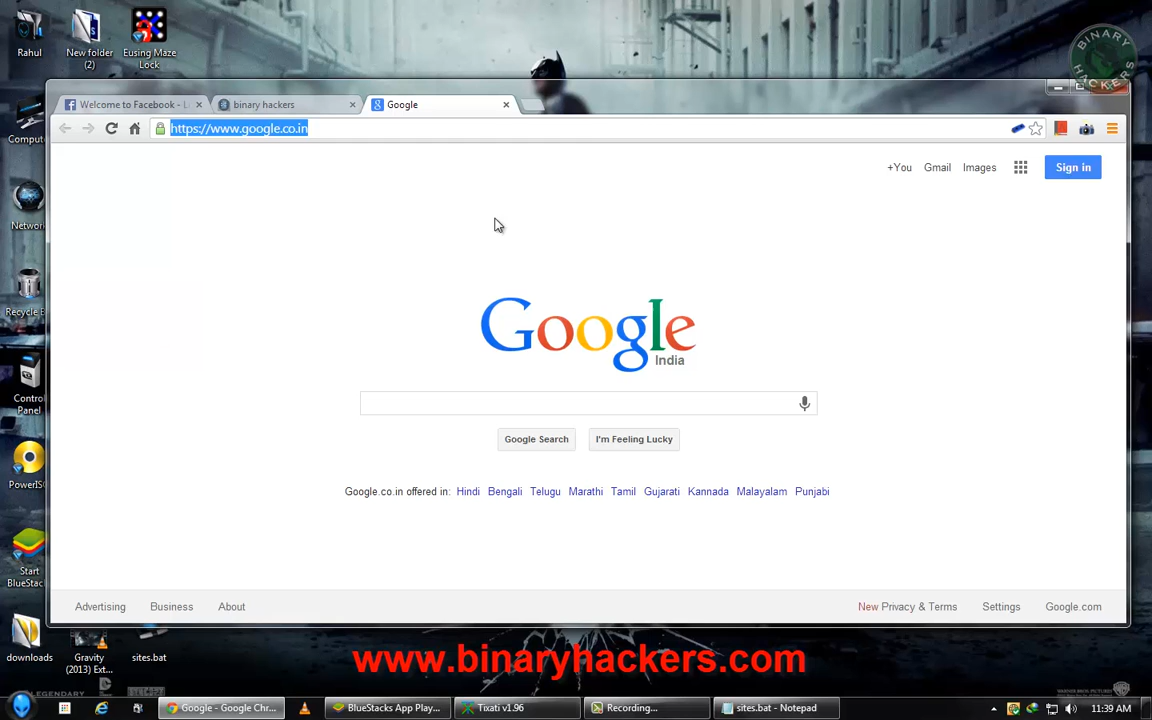 Rahul
New folder (2)
Eusing Maze Lock
BINARY HACKERS
Welcome to Facebook - L
binary hackers
Google
https://www.google.co.in
+You
Gmail
Images
Sign in
Comput
Network
Recycle B
Control Panel
PowerIS
Start BlueStack
downloads
Gravity (2013) Ext...
sites.bat
Google
India
Google Search
I'm Feeling Lucky
Google.co.in offered in: Hindi Bengali Telugu Marathi Tamil Gujarati Kannada Malayalam Punjabi
Advertising
Business
About
New Privacy & Terms
Settings
Google.com
www.binaryhackers.com
LEGENDARY
Google - Google Chr...
BlueStacks App Play...
Tixati v1.96
Recording...
sites.bat - Notepad
11:39 AM